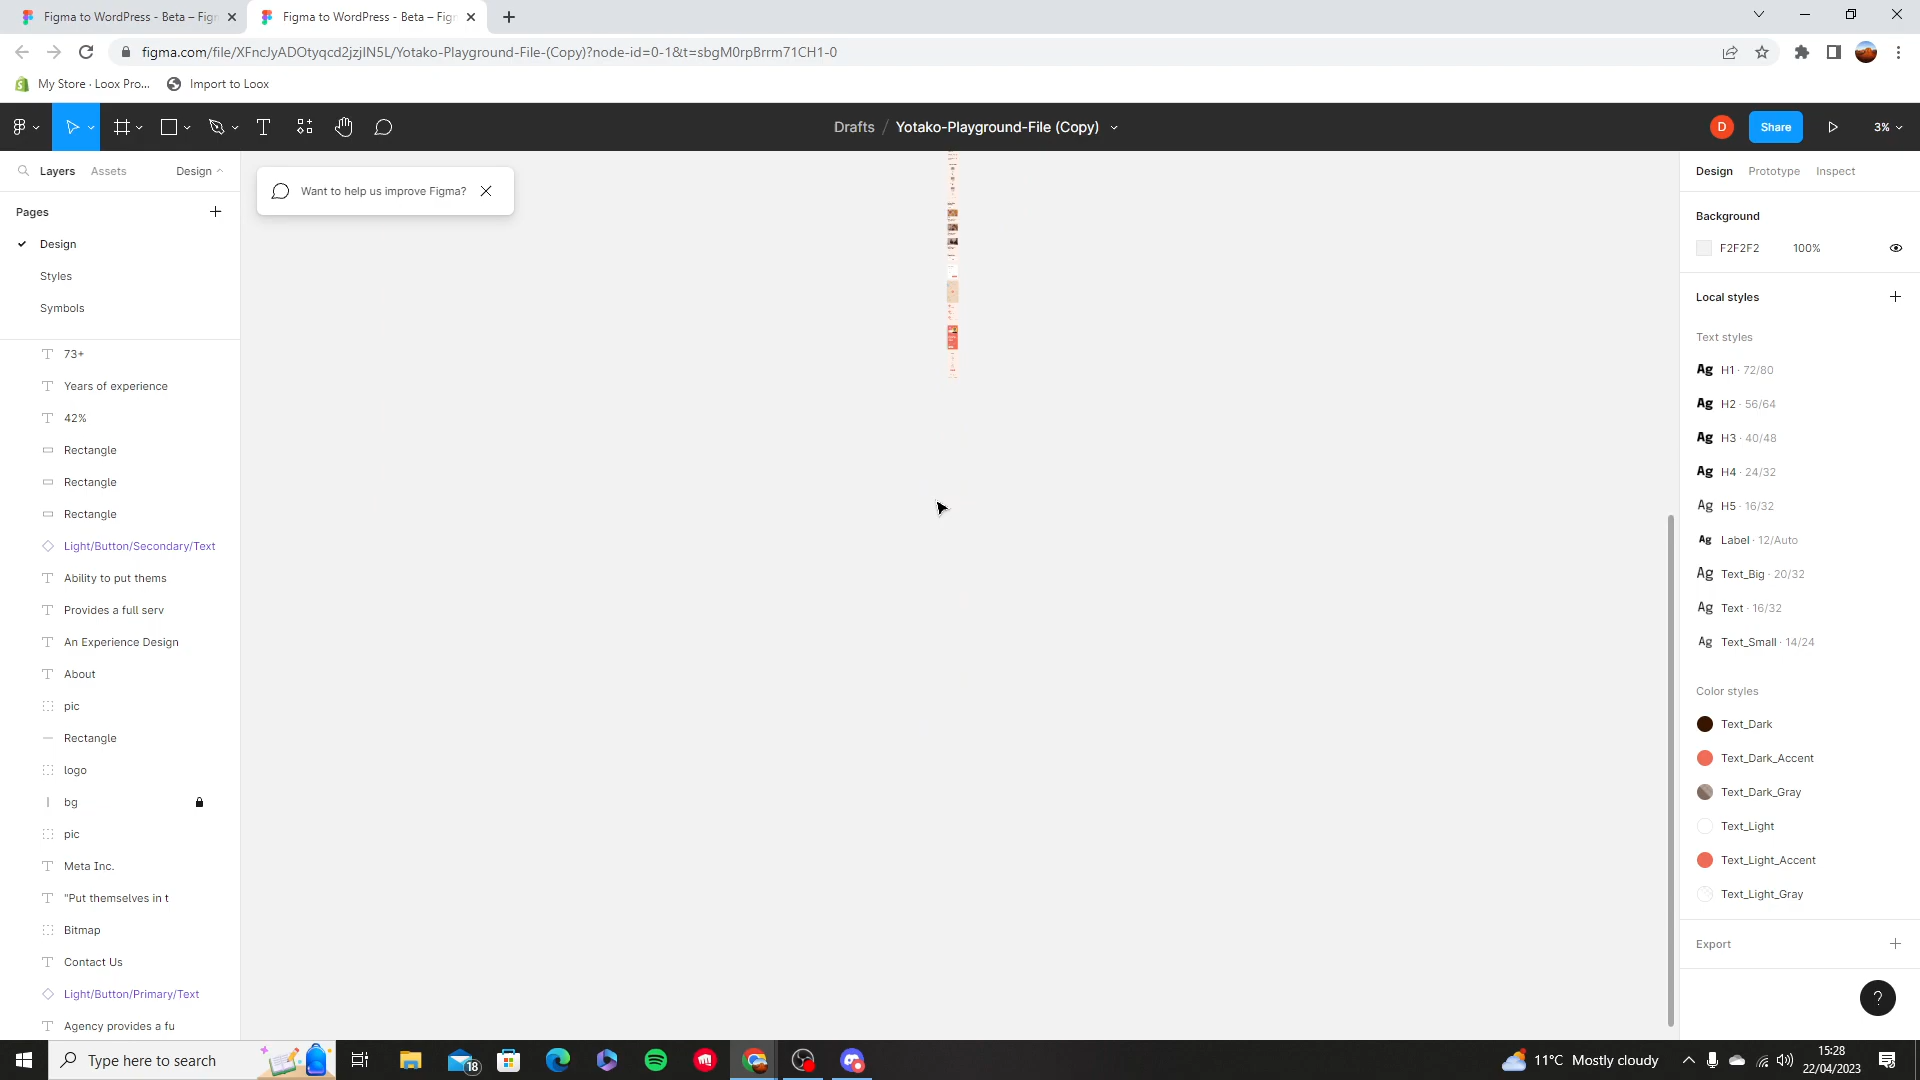 Figma to WordPress - Beta – Figm
Figma to WordPress - Beta – Figm
figma.com/file/XFncJyADOtyqcd2jzjlN5L/Yotako-Playground-File-(Copy)?node-id=0-1&t=sbgM0rpBrrm71CH1-0
My Store · Loox Pro...
Import to Loox
Drafts / Yotako-Playground-File (Copy)
D
Share
3%
Layers
Assets
Design
Want to help us improve Figma?
Pages
Design
Styles
Symbols
73+
Years of experience
42%
Rectangle
Rectangle
Rectangle
Light/Button/Secondary/Text
Ability to put thems
Provides a full serv
An Experience Design
About
pic
Rectangle
logo
bg
pic
Meta Inc.
"Put themselves in t
Bitmap
Contact Us
Light/Button/Primary/Text
Agency provides a fu
Design
Prototype
Inspect
Background
F2F2F2
100%
Local styles
Text styles
Ag H1 · 72/80
Ag H2 · 56/64
Ag H3 · 40/48
Ag H4 · 24/32
Ag H5 · 16/32
Ag Label · 12/Auto
Ag Text_Big · 20/32
Ag Text · 16/32
Ag Text_Small · 14/24
Color styles
Text_Dark
Text_Dark_Accent
Text_Dark_Gray
Text_Light
Text_Light_Accent
Text_Light_Gray
Export
?
Type here to search
18
11°C Mostly cloudy
15:28
22/04/2023